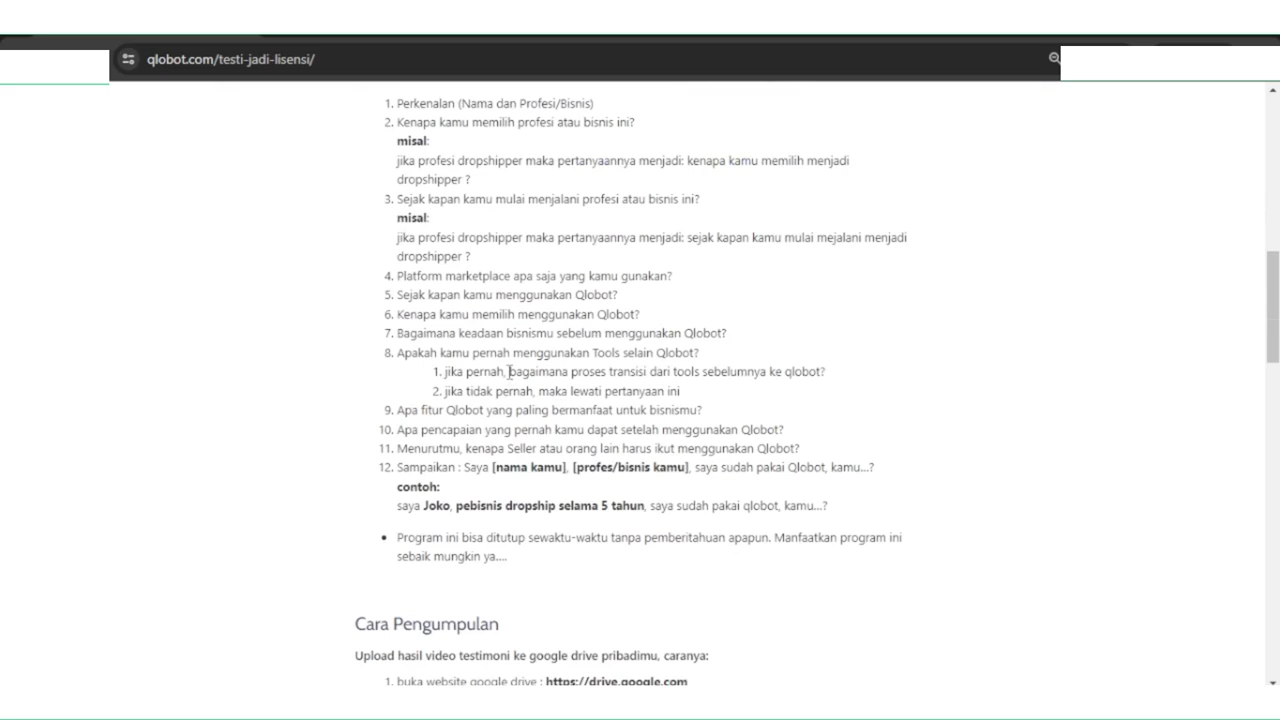 qlobot.com/testi-jadi-lisensi/
1. Perkenalan (Nama dan Profesi/Bisnis)
2. Kenapa kamu memilih profesi atau bisnis ini?
misal:
jika profesi dropshipper maka pertanyaannya menjadi: kenapa kamu memilih menjadi
dropshipper ?
3. Sejak kapan kamu mulai menjalani profesi atau bisnis ini?
misal:
jika profesi dropshipper maka pertanyaannya menjadi: sejak kapan kamu mulai mejalani menjadi
dropshipper ?
4. Platform marketplace apa saja yang kamu gunakan?
5. Sejak kapan kamu menggunakan Qlobot?
6. Kenapa kamu memilih menggunakan Qlobot?
7. Bagaimana keadaan bisnismu sebelum menggunakan Qlobot?
8. Apakah kamu pernah menggunakan Tools selain Qlobot?
1. jika pernah, bagaimana proses transisi dari tools sebelumnya ke qlobot?
2. jika tidak pernah, maka lewati pertanyaan ini
9. Apa fitur Qlobot yang paling bermanfaat untuk bisnismu?
10. Apa pencapaian yang pernah kamu dapat setelah menggunakan Qlobot?
11. Menurutmu, kenapa Seller atau orang lain harus ikut menggunakan Qlobot?
12. Sampaikan : Saya [nama kamu], [profes/bisnis kamu], saya sudah pakai Qlobot, kamu...?
contoh:
saya Joko, pebisnis dropship selama 5 tahun, saya sudah pakai qlobot, kamu...?
• Program ini bisa ditutup sewaktu-waktu tanpa pemberitahuan apapun. Manfaatkan program ini
sebaik mungkin ya....
Cara Pengumpulan
Upload hasil video testimoni ke google drive pribadimu, caranya:
1. buka website google drive : https://drive.google.com